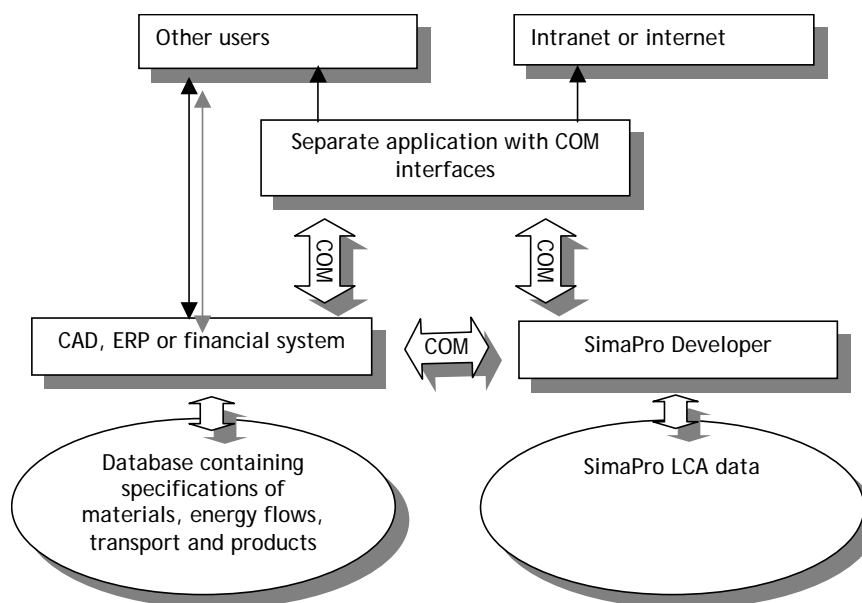 Other users
Intranet or internet
Separate application with COM
interfaces
COM
COM
CAD, ERP or financial system
COM
SimaPro Developer
Database containing
specifications of
materials, energy flows,
transport and products
SimaPro LCA data